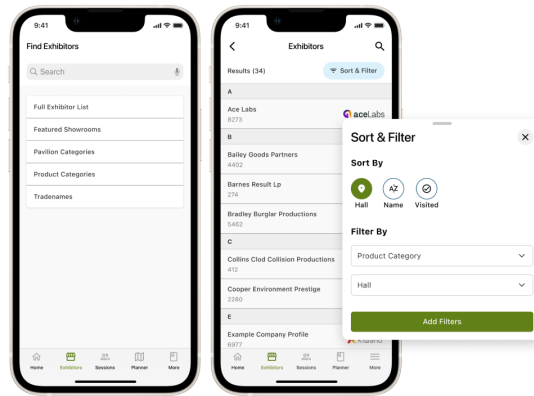 9:41
Find Exhibitors
Search
Full Exhibitor List
Featured Showrooms
Pavilion Categories
Product Categories
Tradenames
Home Exhibitors Sessions Planner More
9:41
Exhibitors
Results (34) Sort & Filter
A
Ace Labs
8273
aceLabs
B
Bailey Goods Partners
4402
Barnes Result Lp
274
Bradley Burglar Productions
5462
C
Collins Clod Collision Productions
412
Cooper Environment Prestige
2280
E
Example Company Profile
6977
Home Exhibitors Sessions Planner More
Sort & Filter
Sort By
AZ
Hall Name Visited
Filter By
Product Category
Hall
Add Filters